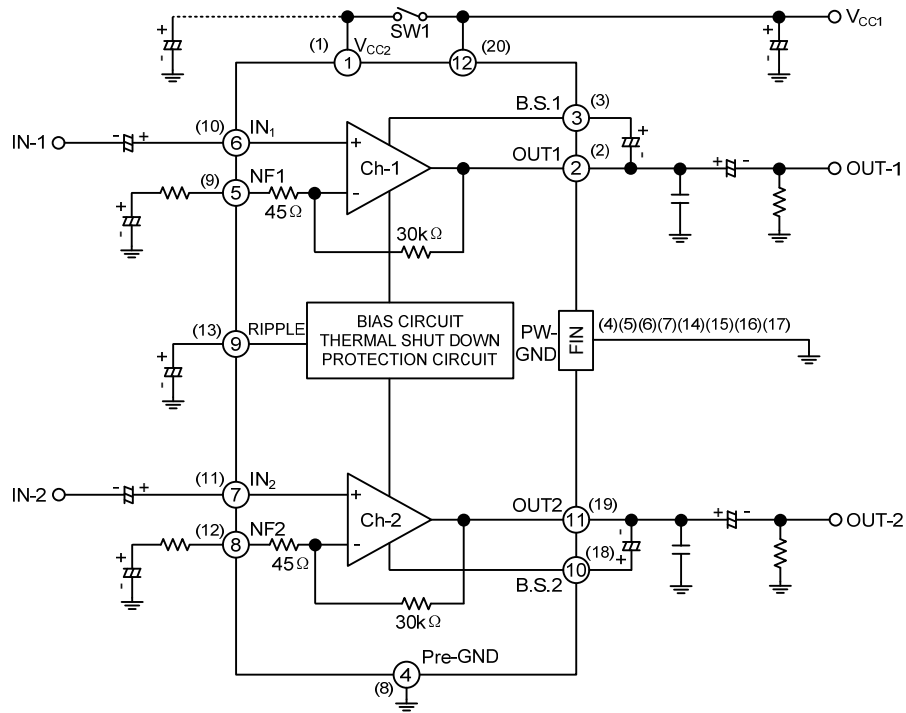 SW1
VCC1
(1)
VCC2
(20)
1
12
B.S.1
(3)
3
IN-1
(10)
IN1
6
+
Ch-1
OUT1
(2)
2
OUT-1
(9)
NF1
5
45Ω
-
30kΩ
(13)
RIPPLE
9
BIAS CIRCUIT
THERMAL SHUT DOWN
PROTECTION CIRCUIT
PW-
GND
FIN
(4)(5)(6)(7)(14)(15)(16)(17)
IN-2
(11)
IN2
7
+
Ch-2
OUT2
(19)
11
OUT-2
(12)
NF2
8
45Ω
-
(18)
10
B.S.2
30kΩ
Pre-GND
4
(8)